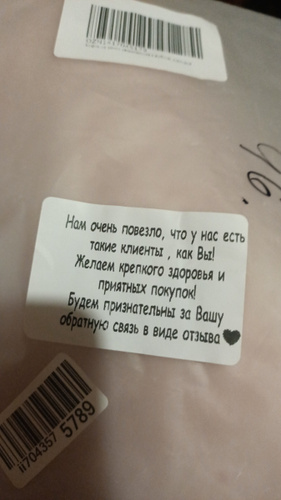 Нам очень повезло, что у нас есть
такие клиенты , как Вы!
Желаем крепкого здоровья и
приятных покупок!
Будем признательны за Вашу
обратную связь в виде отзыва
ii704357 5789